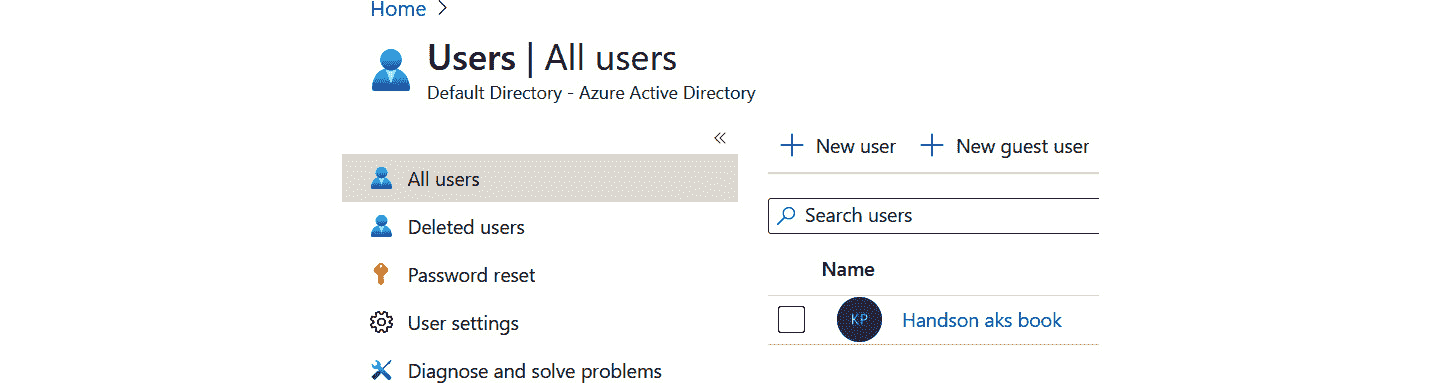 Home >
Users | All users
Default Directory - Azure Active Directory
«
All users
Deleted users
Password reset
User settings
Diagnose and solve problems
+ New user + New guest user
Search users
Name
KP Handson aks book